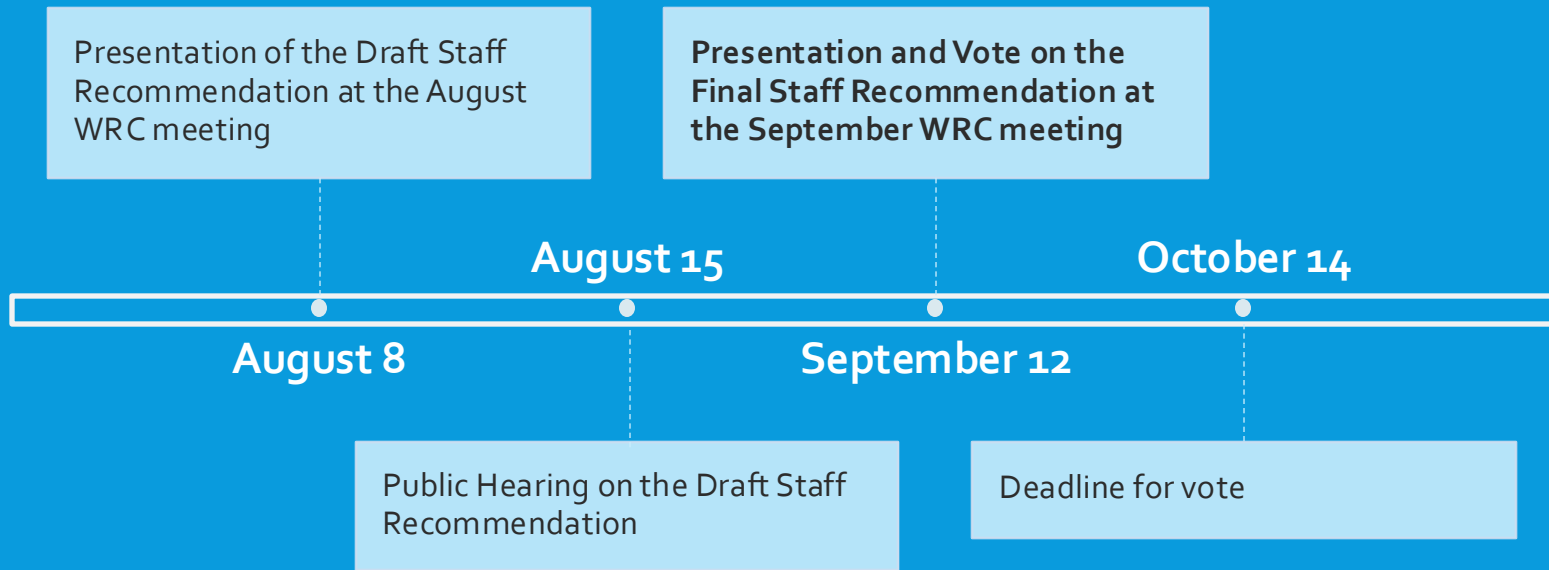 Presentation of the Draft Staff
Recommendation at the August
WRC meeting
Presentation and Vote on the
Final Staff Recommendation at
the September WRC meeting
August 15
October 14
August 8
September 12
Public Hearing on the Draft Staff
Recommendation
Deadline for vote